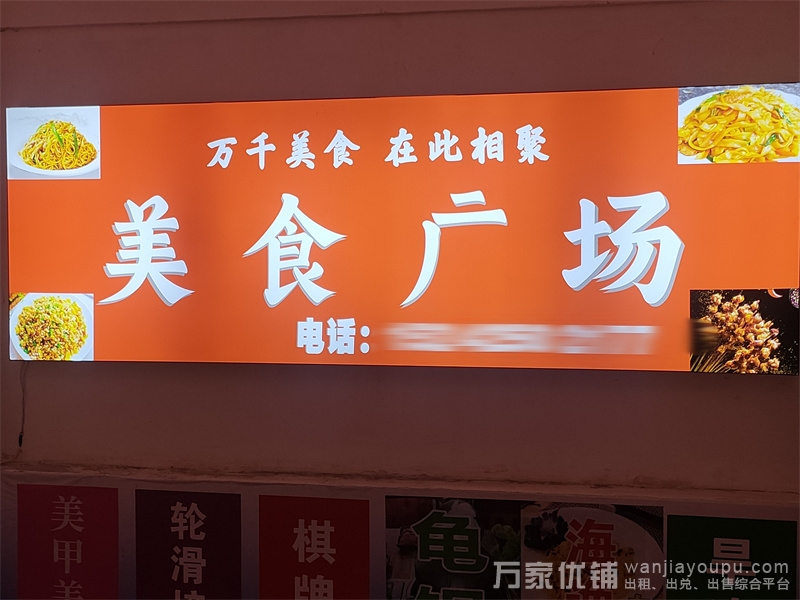 万千美食 在此相聚
美食广场
电话:
美甲美
轮滑
棋牌
龟
海
万家优铺 wanjiayoupu.com
出租、出兑、出售综合平台